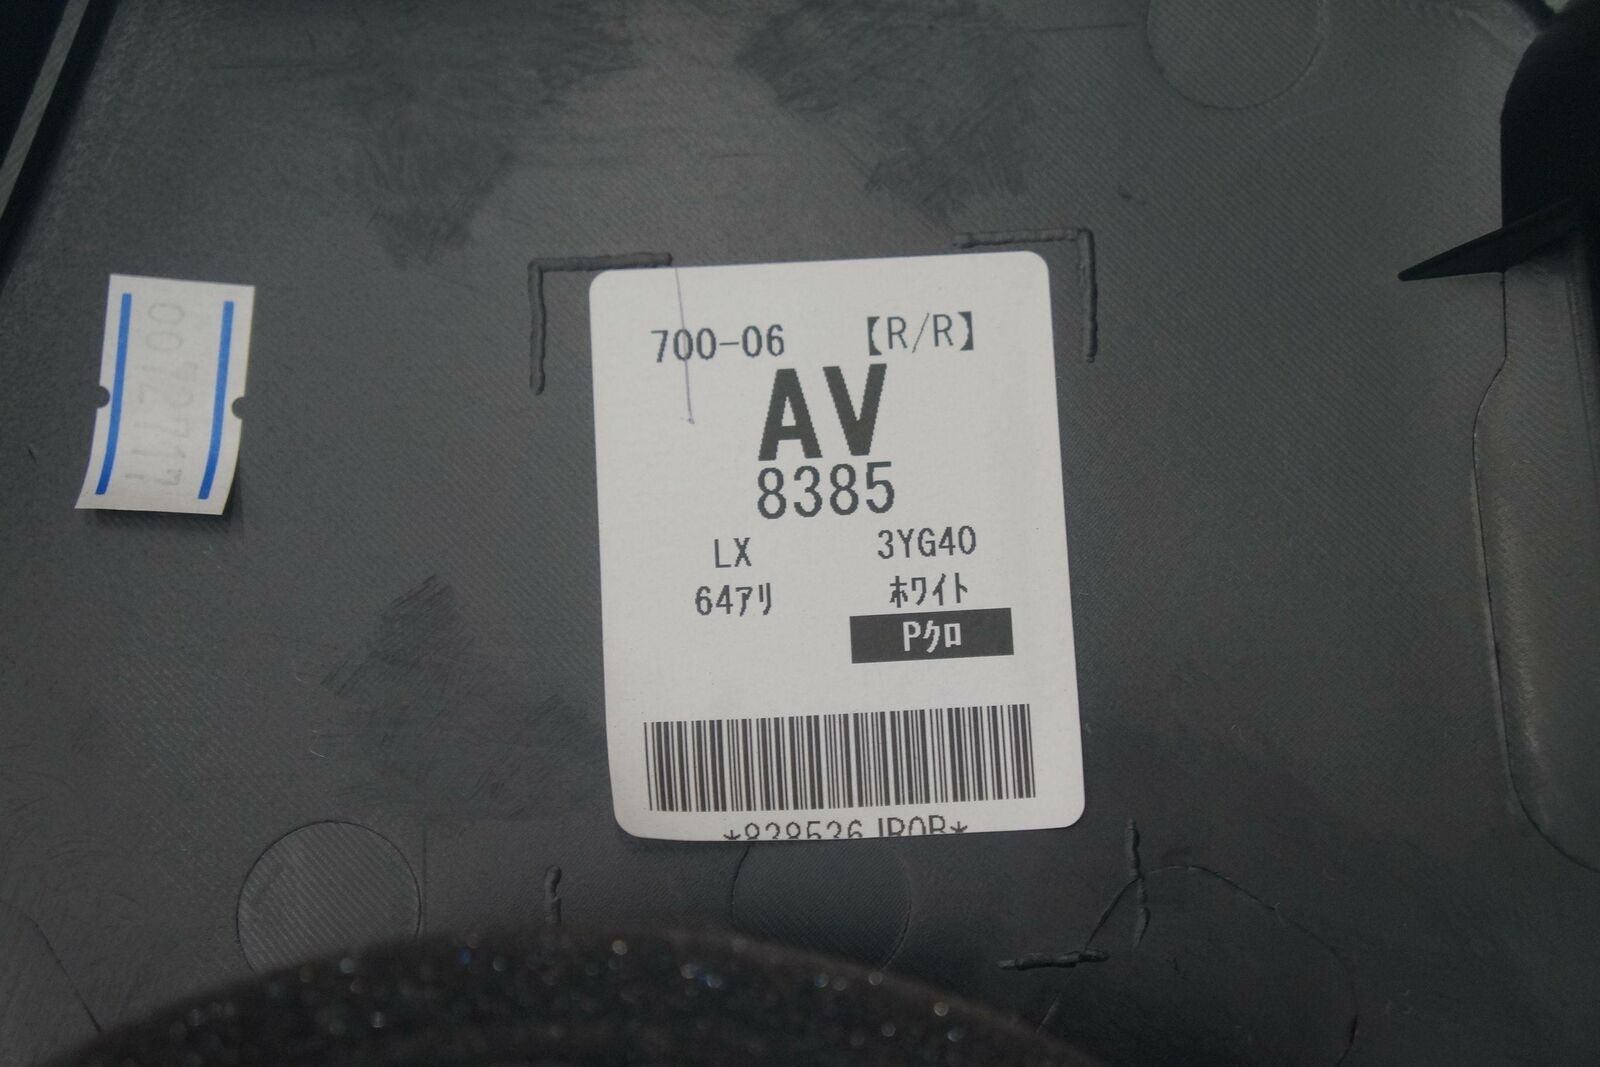 700-06 【R/R】
AV
8385
LX 3YG40
64ｱﾘ ﾎﾜｲﾄ
Pｸﾛ